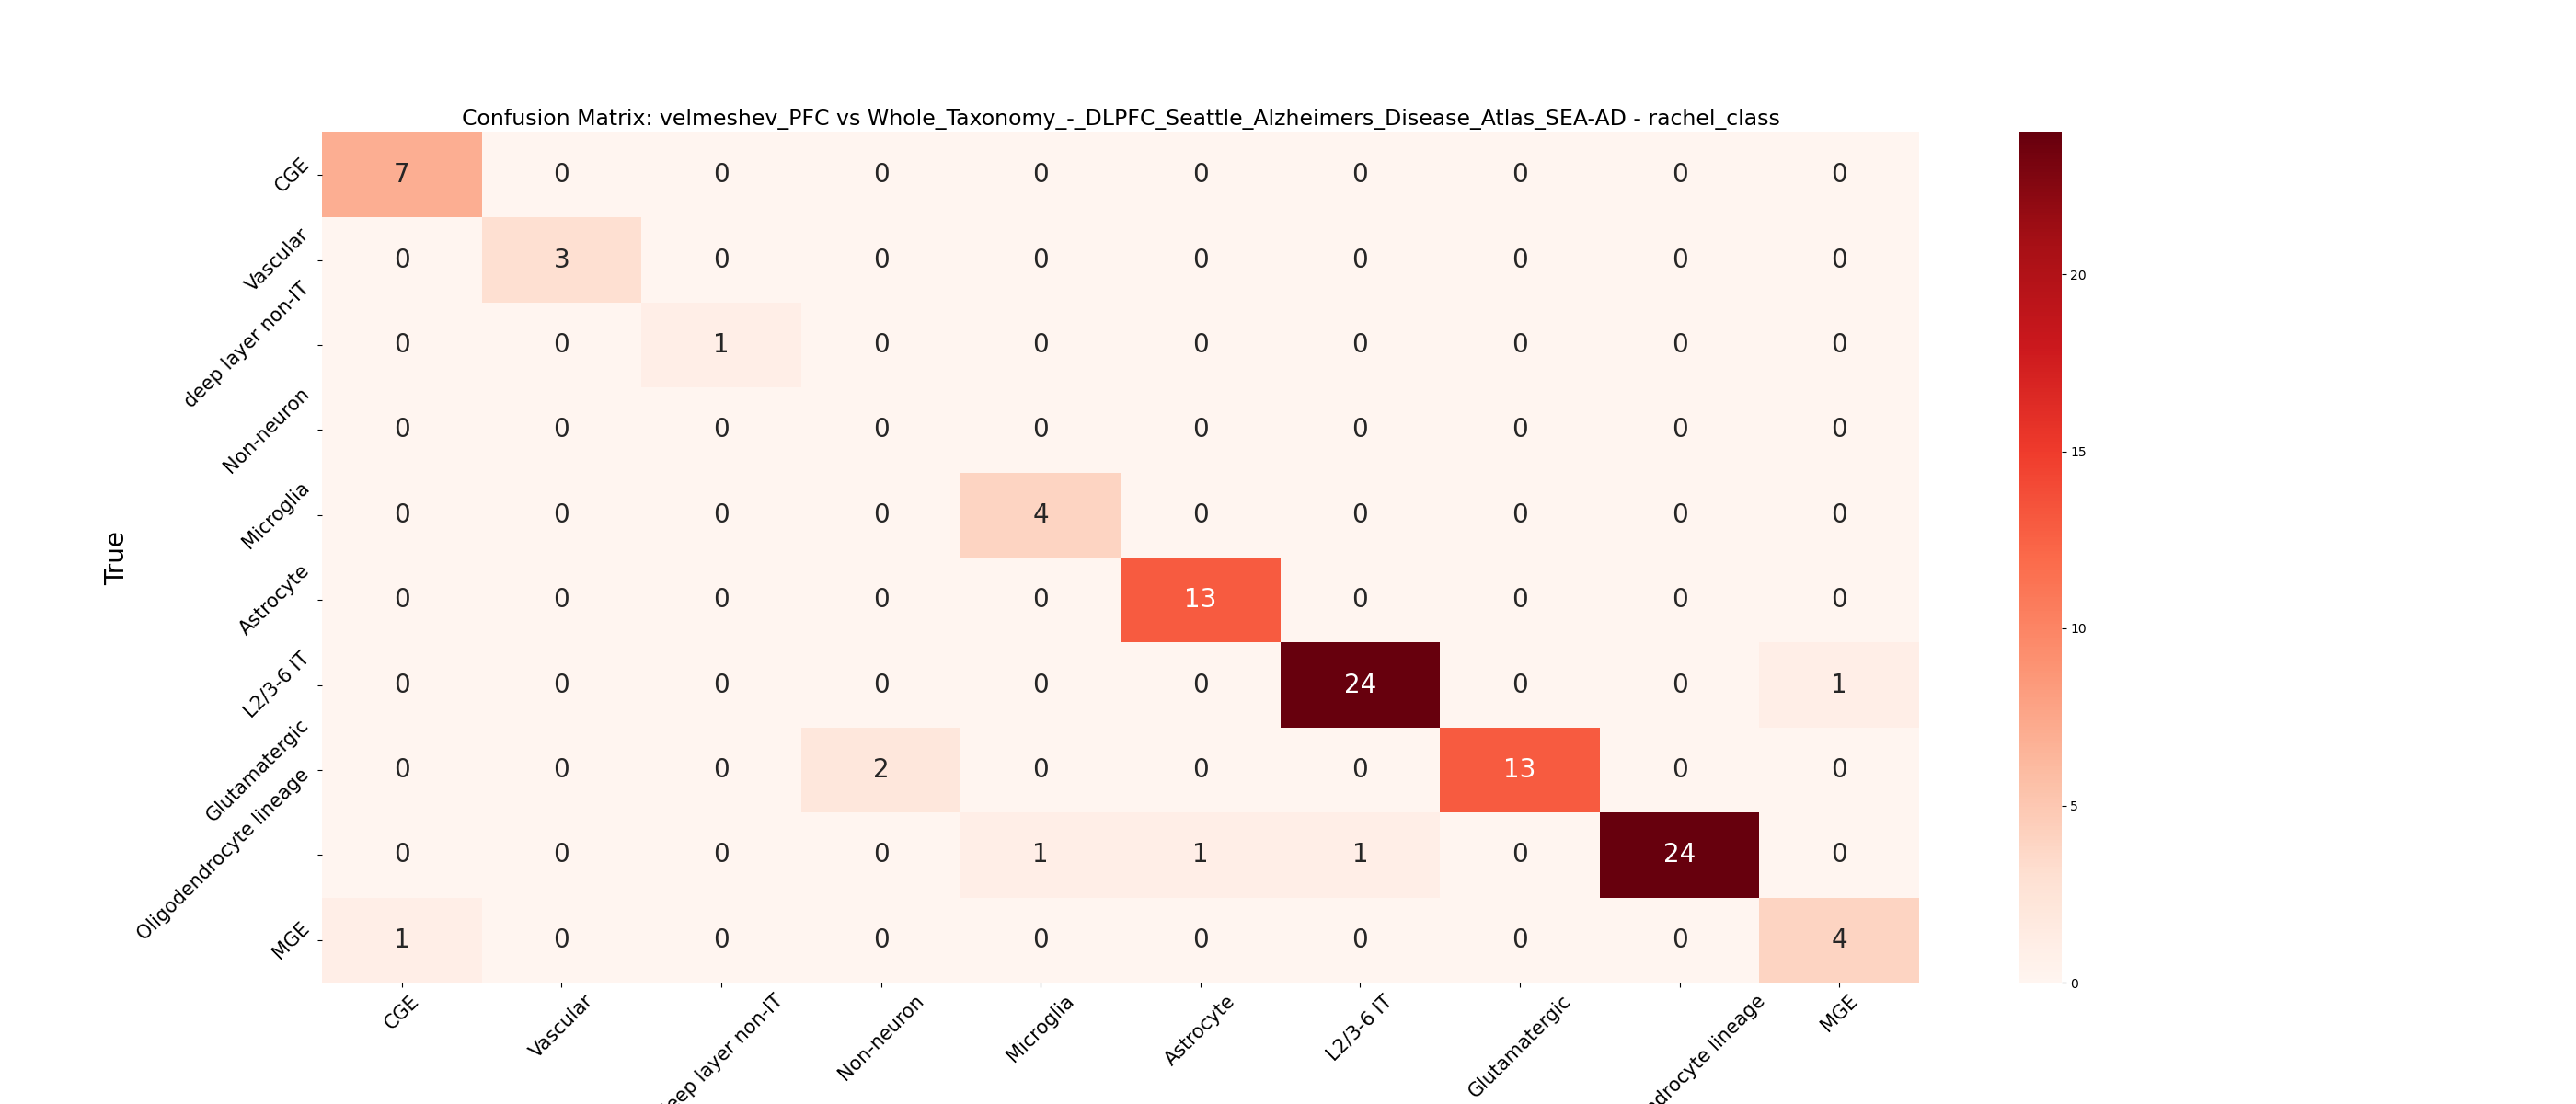 Confusion Matrix: velmeshev_PFC vs Whole_Taxonomy_-_DLPFC_Seattle_Alzheimers_Disease_Atlas_SEA-AD - rachel_class
True
CGE 7 0 0 0 0 0 0 0 0 0
Vascular 0 3 0 0 0 0 0 0 0 0
deep layer non-IT 0 0 1 0 0 0 0 0 0 0
Non-neuron 0 0 0 0 0 0 0 0 0 0
Microglia 0 0 0 0 4 0 0 0 0 0
Astrocyte 0 0 0 0 0 13 0 0 0 0
L2/3-6 IT 0 0 0 0 0 0 24 0 0 1
Glutamatergic 0 0 0 2 0 0 0 13 0 0
Oligodendrocyte lineage 0 0 0 0 1 1 1 0 24 0
MGE 1 0 0 0 0 0 0 0 0 4
CGE Vascular layer non-IT Non-neuron Microglia Astrocyte L2/3-6 IT Glutamatergic lineage MGE
20
15
10
5
0